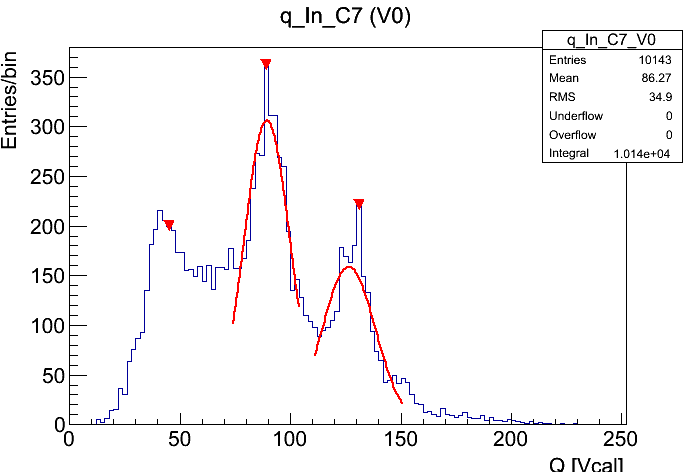 q_In_C7 (V0)
q_In_C7_V0
Entries 10143
Mean 86.27
RMS 34.9
Underflow 0
Overflow 0
Integral 1.014e+04
Entries/bin
350
300
250
200
150
100
50
0
0 50 100 150 200 250
Q [Vcal]